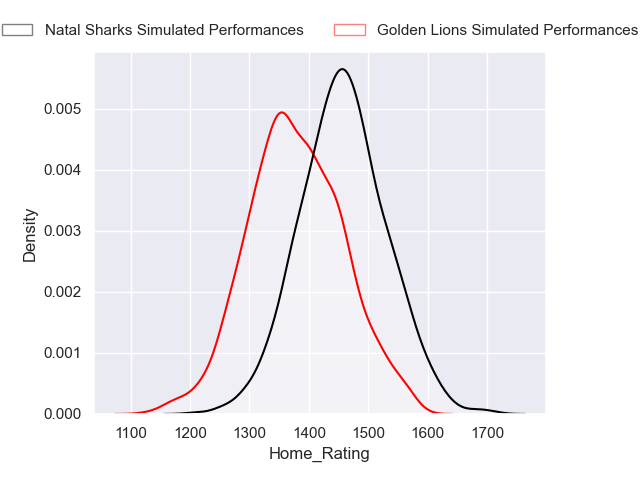 Natal Sharks Simulated Performances Golden Lions Simulated Performances
0.005
0.004
0.003
0.002
0.001
0.000
Density
1100 1200 1300 1400 1500 1600 1700
Home_Rating